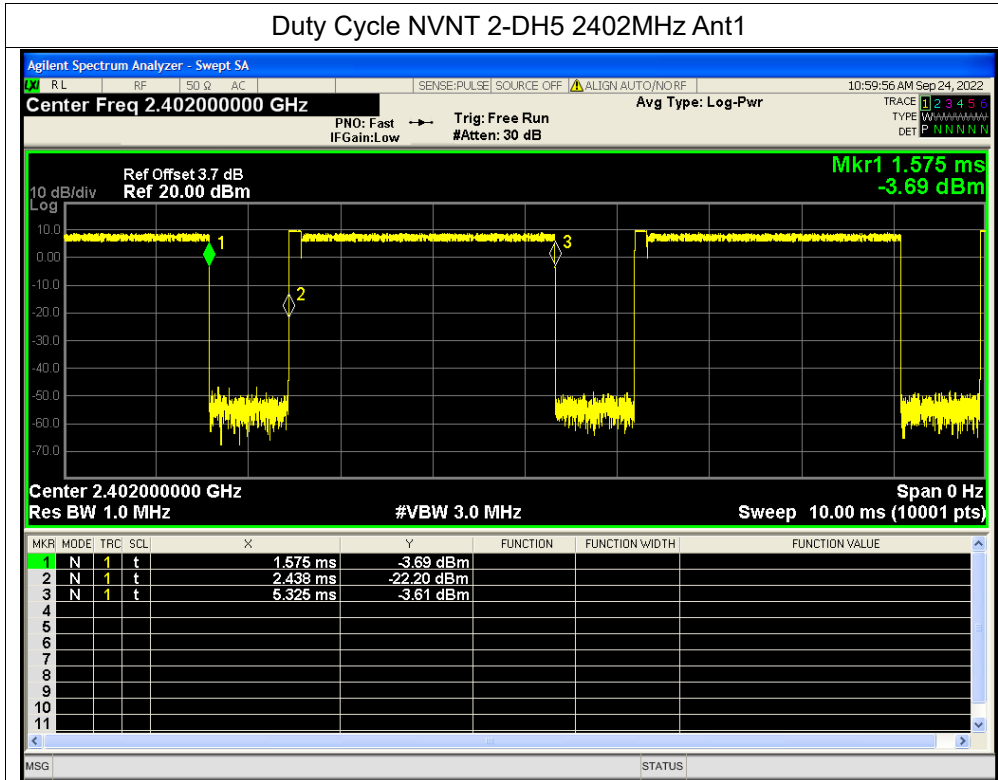 Duty Cycle NVNT 2-DH5 2402MHz Ant1
Agilent Spectrum Analyzer - Swept SA
LXI RL RF 50 Ω AC SENSE:PULSE SOURCE OFF ALIGN AUTO/NO RF 10:59:56 AM Sep 24, 2022
Center Freq 2.402000000 GHz Avg Type: Log-Pwr TRACE 1 2 3 4 5 6
PNO: Fast Trig: Free Run TYPE W
IFGain:Low #Atten: 30 dB DET P N N N N N
Mkr1 1.575 ms
-3.69 dBm
Ref Offset 3.7 dB
10 dB/div Ref 20.00 dBm
Log
10.0
0.00
-10.0
-20.0
-30.0
-40.0
-50.0
-60.0
-70.0
1
2
3
Center 2.402000000 GHz Span 0 Hz
Res BW 1.0 MHz #VBW 3.0 MHz Sweep 10.00 ms (10001 pts)
MKR MODE TRC SCL X Y FUNCTION FUNCTION WIDTH FUNCTION VALUE
1 N 1 t 1.575 ms -3.69 dBm
2 N 1 t 2.438 ms -22.20 dBm
3 N 1 t 5.325 ms -3.61 dBm
4
5
6
7
8
9
10
11
MSG STATUS